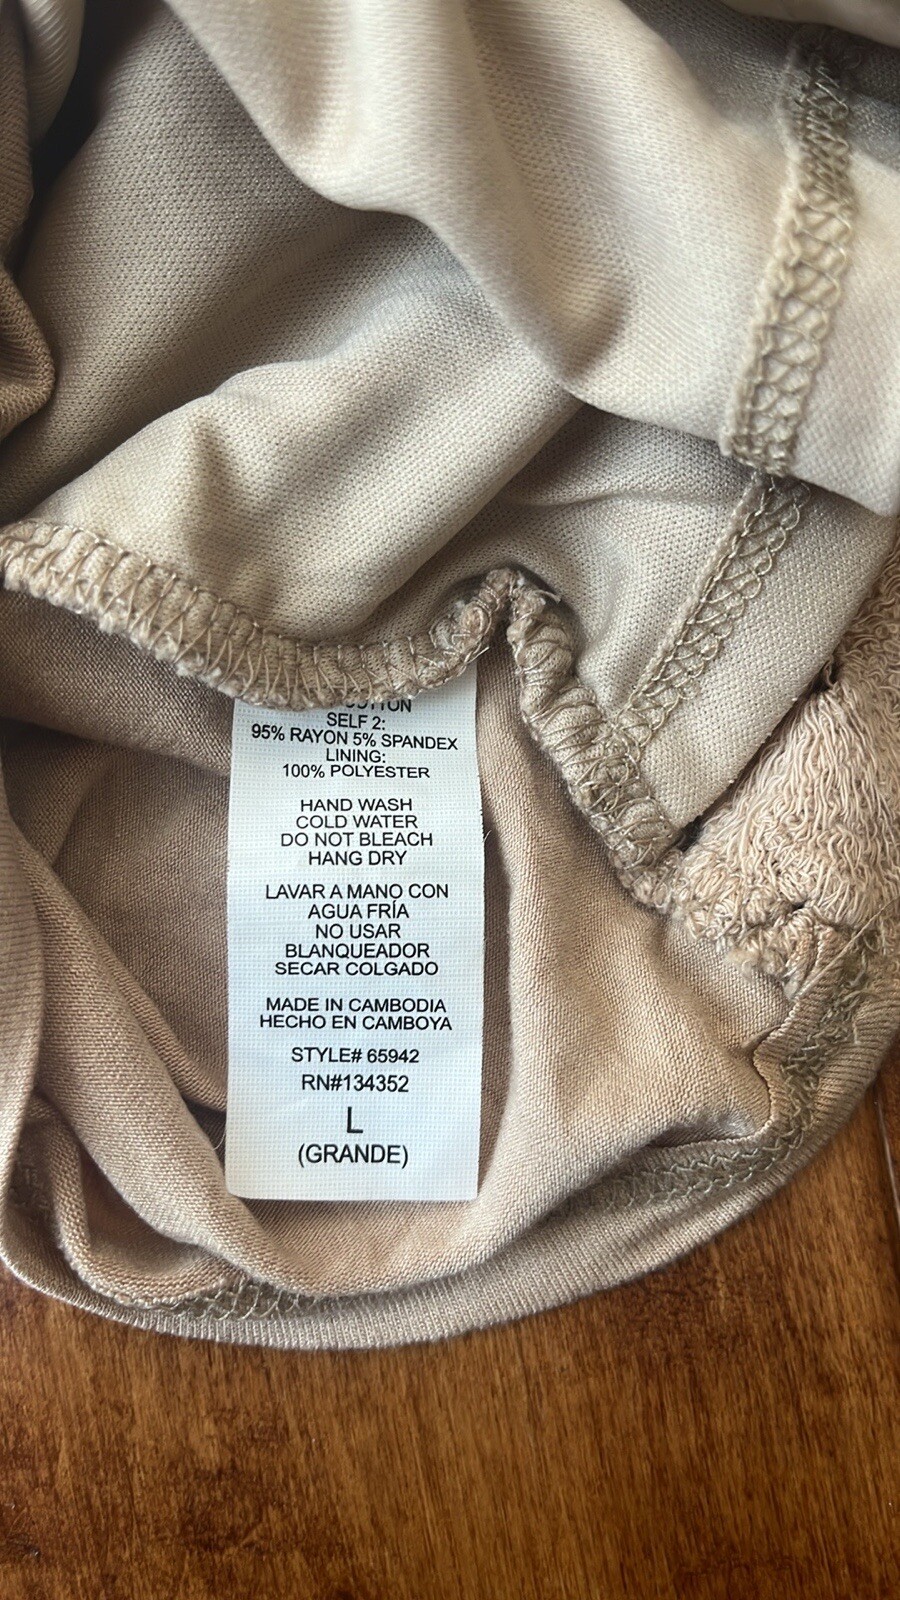 SELF 2:
95% RAYON 5% SPANDEX
LINING:
100% POLYESTER
HAND WASH
COLD WATER
DO NOT BLEACH
HANG DRY
LAVAR A MANO CON
AGUA FRÍA
NO USAR
BLANQUEADOR
SECAR COLGADO
MADE IN CAMBODIA
HECHO EN CAMBOYA
STYLE# 65942
RN#134352
L
(GRANDE)